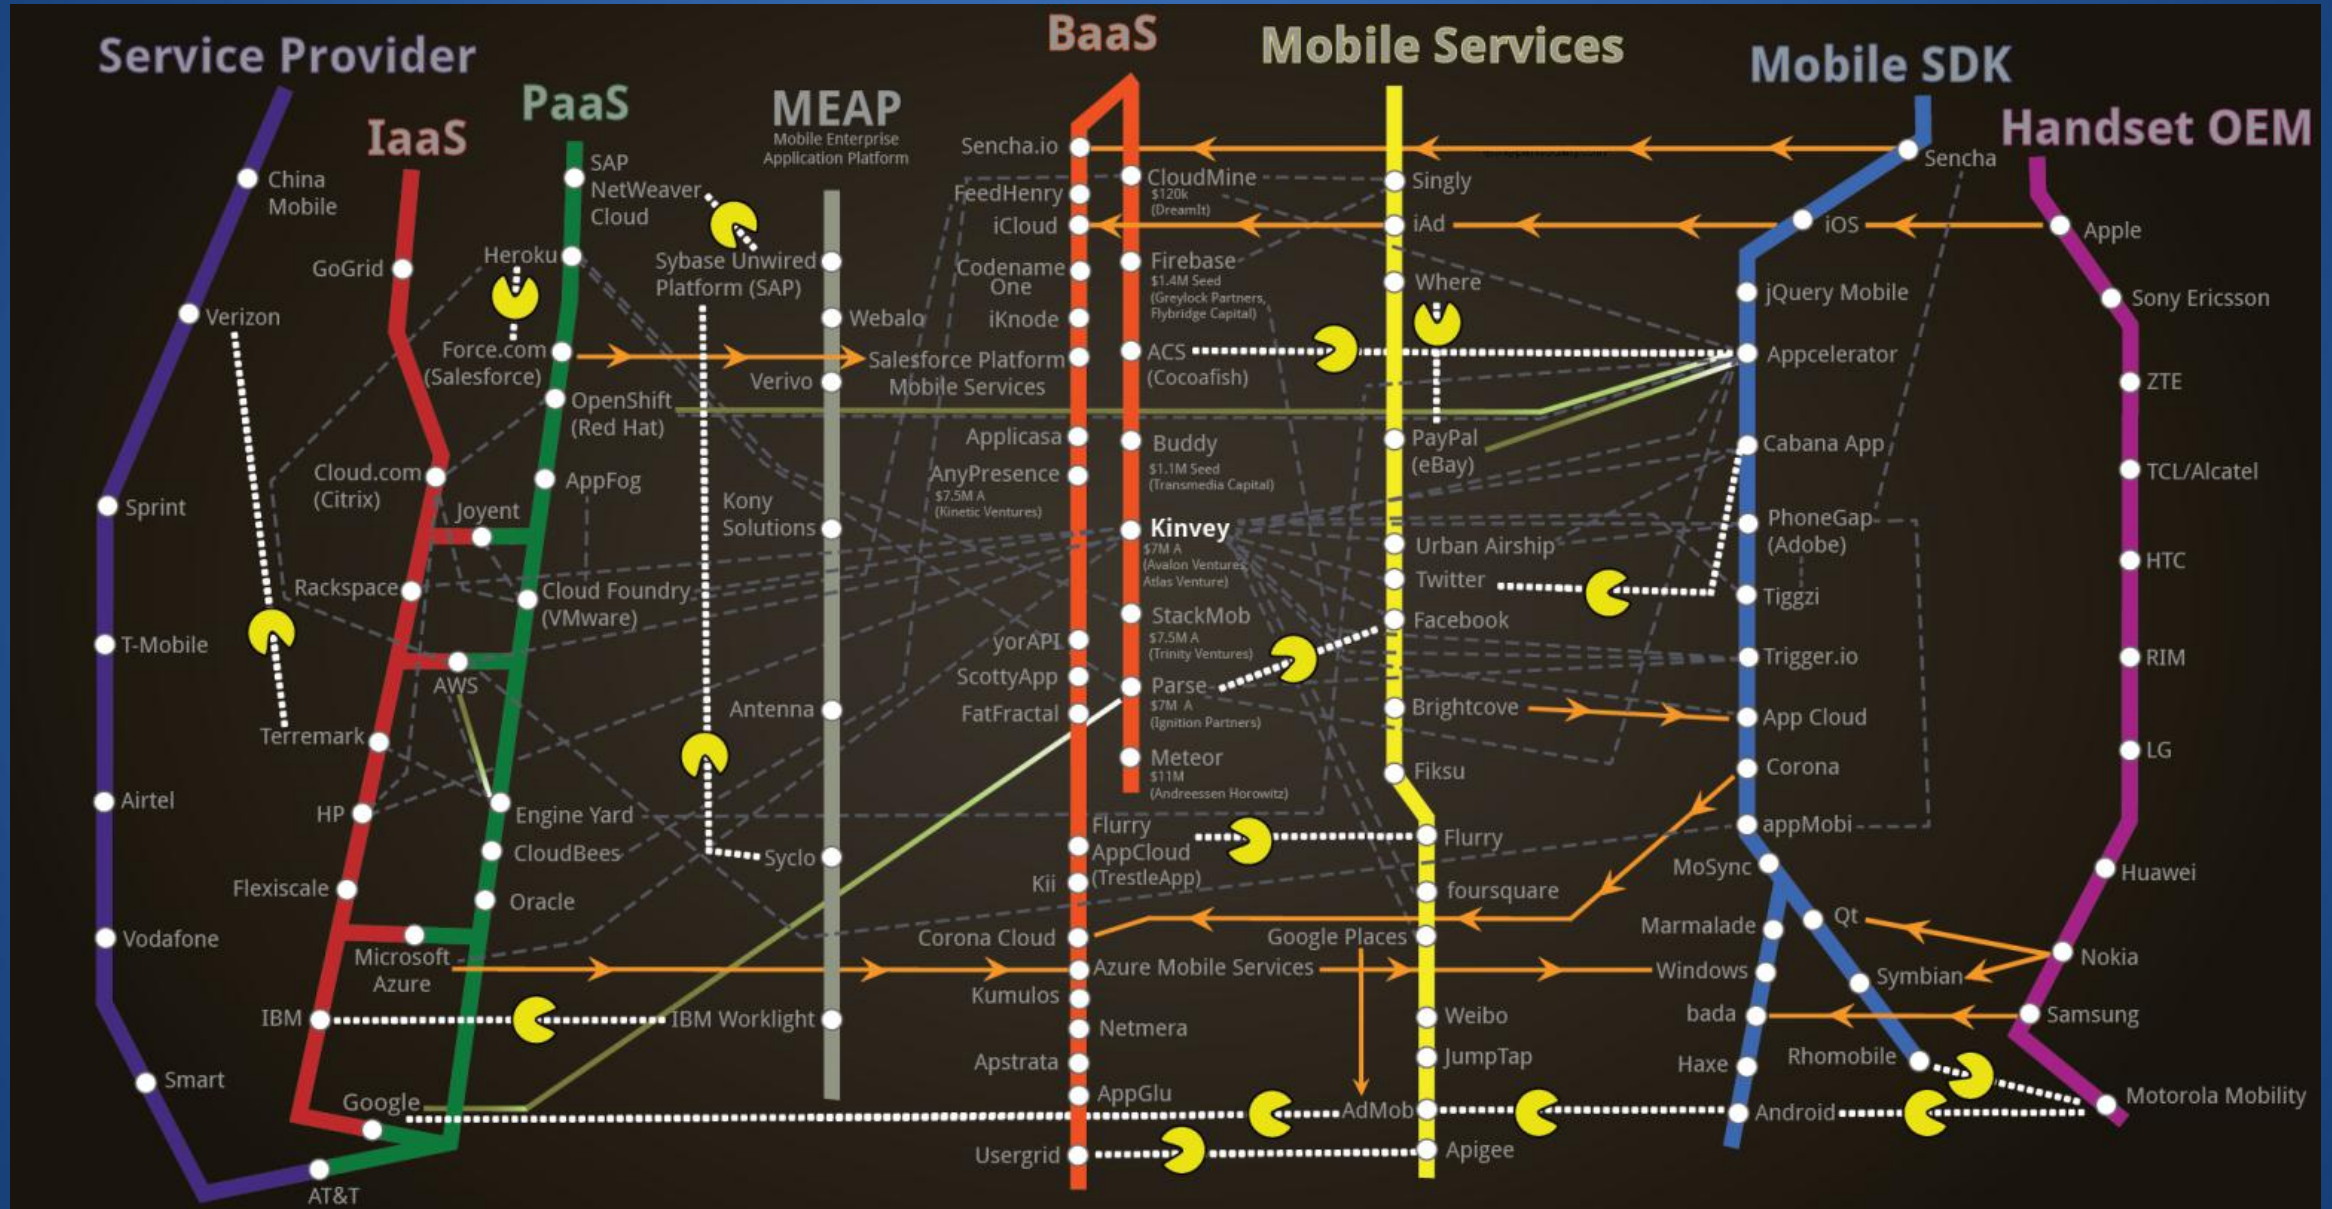 Service Provider
IaaS
PaaS
MEAP
Mobile Enterprise
Application Platform
BaaS
Mobile Services
Mobile SDK
Handset OEM
China
Mobile
Verizon
Sprint
T-Mobile
Airtel
Vodafone
Smart
AT&T
GoGrid
Cloud.com
(Citrix)
Joyent
Rackspace
AWS
Terremark
HP
Flexiscale
Microsoft
Azure
IBM
Google
SAP
NetWeaver
Cloud
Heroku
Force.com
(Salesforce)
OpenShift
(Red Hat)
AppFog
Cloud Foundry
(VMware)
Engine Yard
CloudBees
Oracle
Sybase Unwired
Platform (SAP)
Webalo
Verivo
Kony
Solutions
Antenna
Syclo
IBM Worklight
Sencha.io
FeedHenry
iCloud
Codename
One
iKnode
Salesforce Platform
Mobile Services
Applicasa
AnyPresence
$7.5M A
(Kinetic Ventures)
yorAPI
ScottyApp
FatFractal
Flurry
AppCloud
(TrestleApp)
Kii
Corona Cloud
Azure Mobile Services
Kumulos
Netmera
Apstrata
AppGlu
Usergrid
CloudMine
$120k
(DreamIt)
Firebase
$1.4M Seed
(Greylock Partners,
Flybridge Capital)
ACS
(Cocoafish)
Buddy
$1.1M Seed
(Transmedia Capital)
Kinvey
$7M A
(Avalon Ventures,
Atlas Venture)
StackMob
$7.5M A
(Trinity Ventures)
Parse
$7M A
(Ignition Partners)
Meteor
$11M
(Andreessen Horowitz)
Singly
iAd
Where
PayPal
(eBay)
Urban Airship
Twitter
Facebook
Brightcove
Fiksu
Flurry
foursquare
Google Places
Weibo
JumpTap
AdMob
Apigee
Sencha
iOS
jQuery Mobile
Appcelerator
Cabana App
PhoneGap
(Adobe)
Tiggzi
Trigger.io
App Cloud
Corona
appMobi
MoSync
Marmalade
Qt
Windows
Symbian
bada
Haxe
Rhomobile
Android
Apple
Sony Ericsson
ZTE
TCL/Alcatel
HTC
RIM
LG
Huawei
Nokia
Samsung
Motorola Mobility